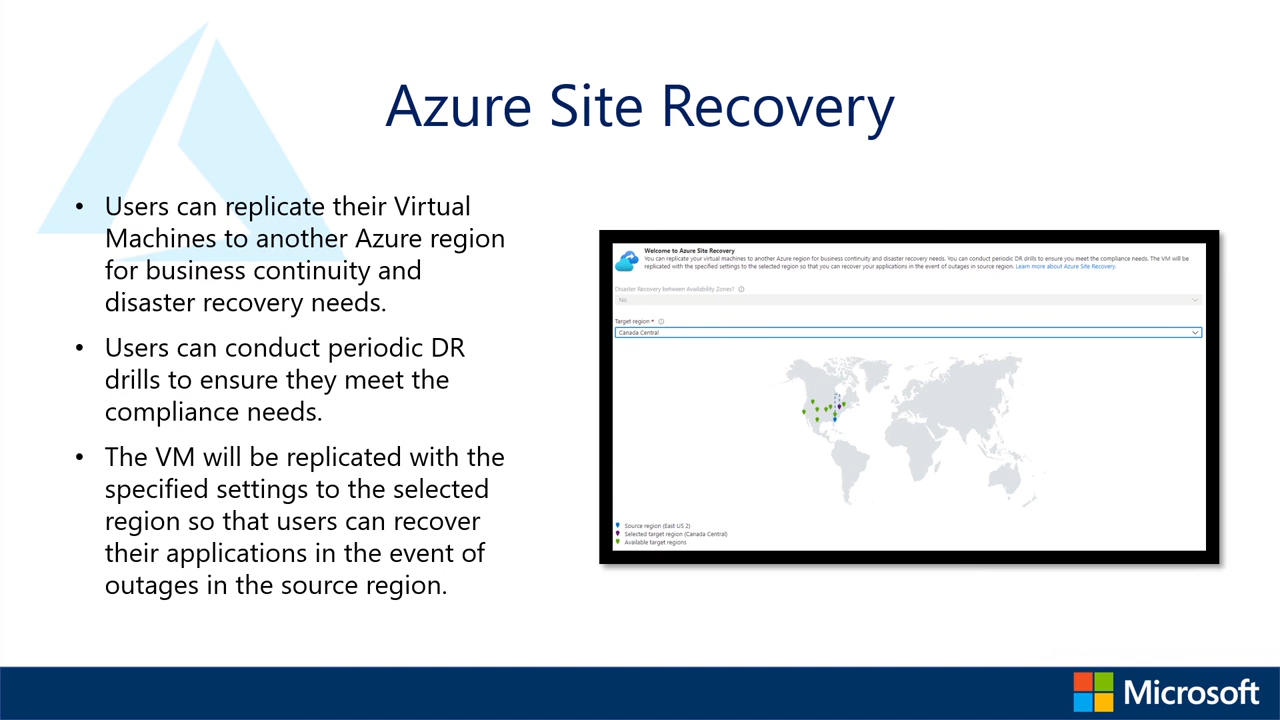 Azure Site Recovery
• Users can replicate their Virtual
Machines to another Azure region
for business continuity and
disaster recovery needs.
• Users can conduct periodic DR
drills to ensure they meet the
compliance needs.
• The VM will be replicated with the
specified settings to the selected
region so that users can recover
their applications in the event of
outages in the source region.
Welcome to Azure Site Recovery
You can replicate your virtual machines to another Azure region for business continuity and disaster recovery needs. You can conduct periodic DR drills to ensure you meet the compliance needs. The VM will be
replicated with the specified settings to the selected region so that you can recover your applications in the event of outages in source region. Learn more about Azure Site Recovery.
Disaster Recovery between Availability Zones?
No
Target region *
Canada Central
Source region (East US 2)
Selected target region (Canada Central)
Available target regions
Microsoft